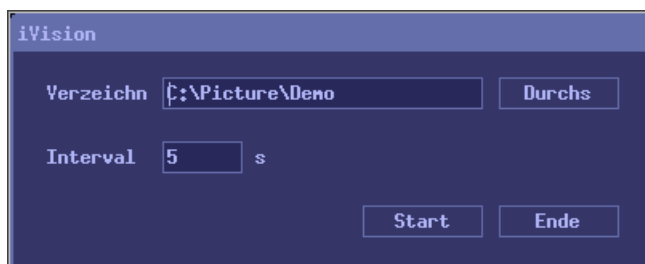 iVision
Verzeichn C:\Picture\Demo Durchs
Interval 5 s
Start Ende